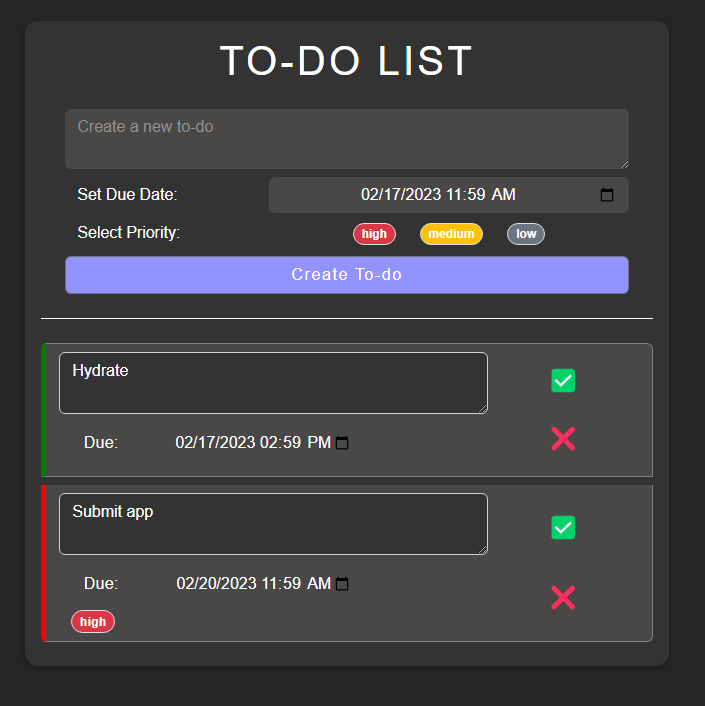 TO-DO LIST
Create a new to-do
Set Due Date: 02/17/2023 11:59 AM
Select Priority: high medium low
Create To-do
Hydrate
Due: 02/17/2023 02:59 PM
Submit app
Due: 02/20/2023 11:59 AM
high